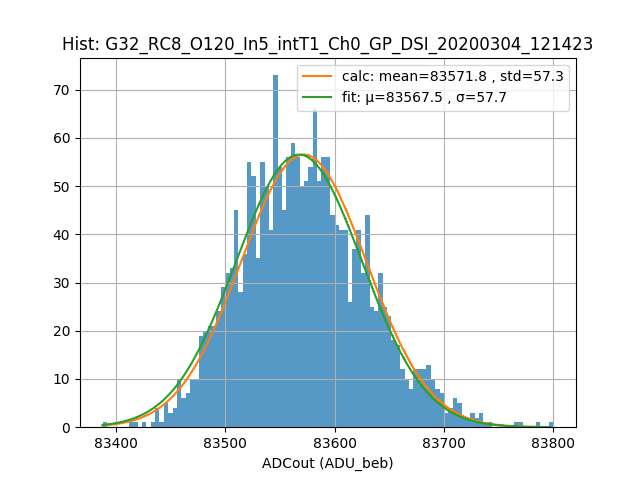 Hist: G32_RC8_O120_In5_intT1_Ch0_GP_DSI_20200304_121423
calc: mean=83571.8 , std=57.3
fit: μ=83567.5 , σ=57.7
70
60
50
40
30
20
10
0
83400 83500 83600 83700 83800
ADCout (ADU_beb)